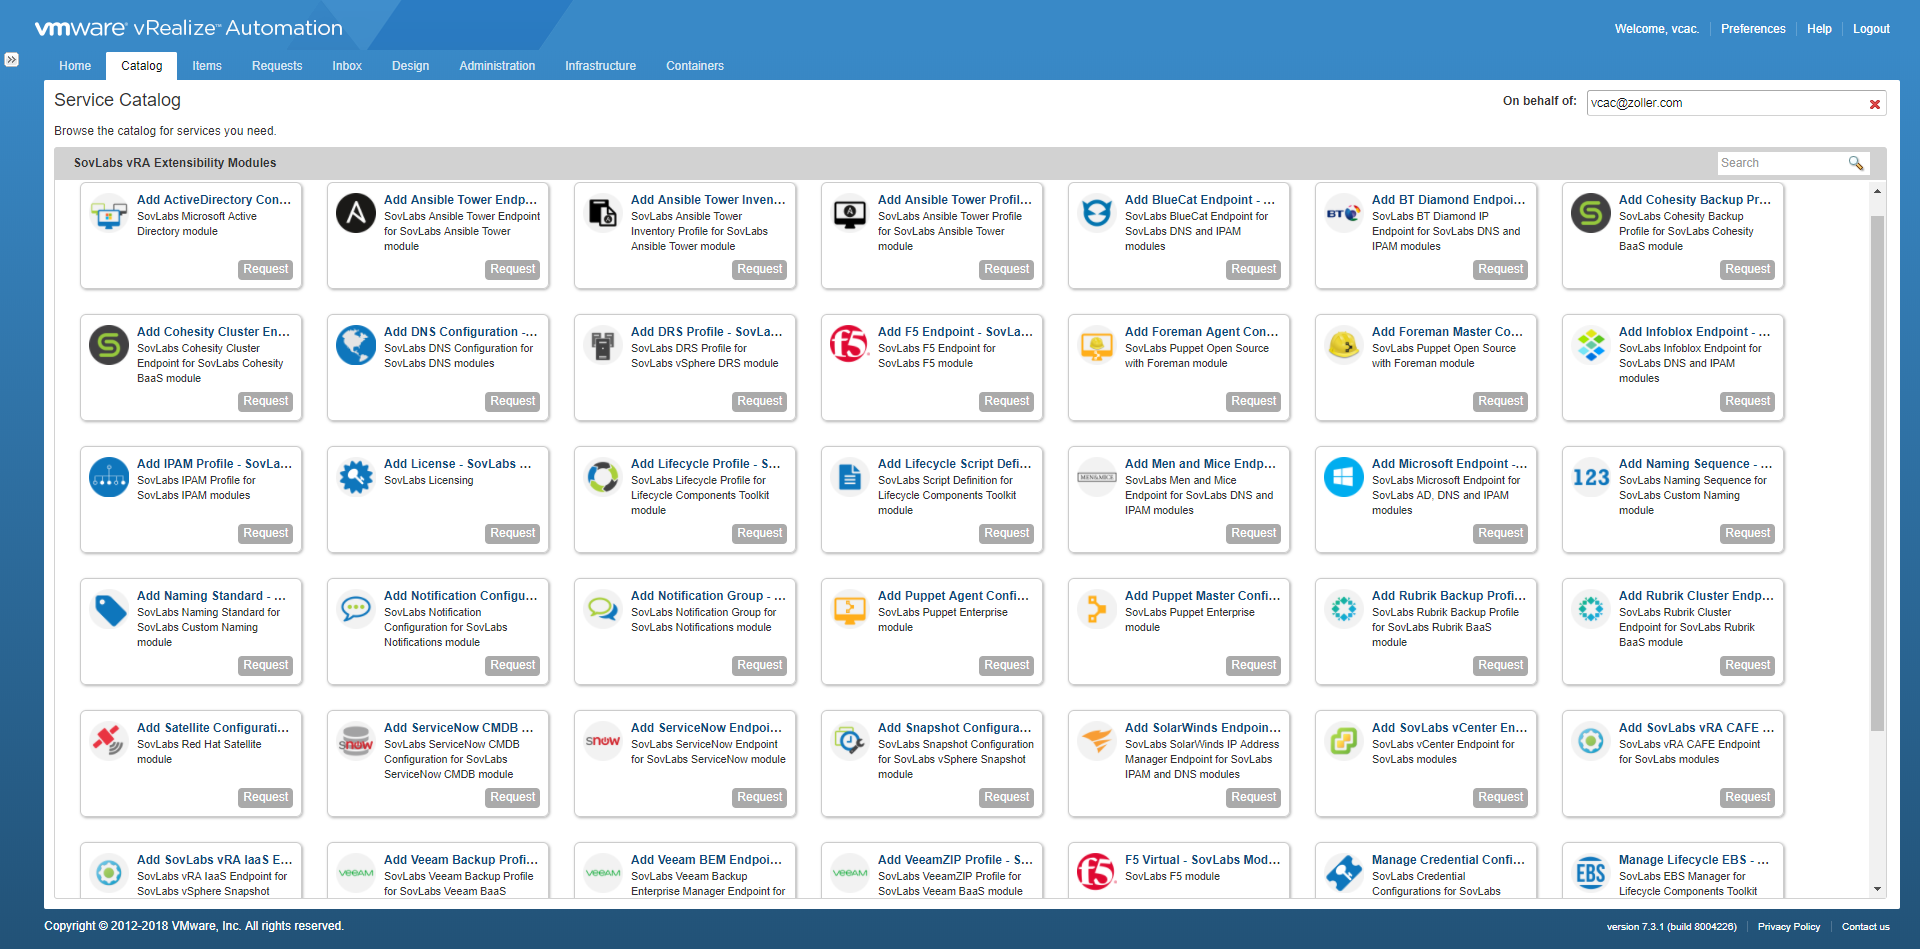 vmware vRealize™ Automation
Welcome, vcac. Preferences Help Logout
Home Catalog Items Requests Inbox Design Administration Infrastructure Containers
Service Catalog
On behalf of: vcac@zoller.com
Browse the catalog for services you need.
SovLabs vRA Extensibility Modules
Search
Add ActiveDirectory Con...
SovLabs Microsoft Active
Directory module
Request
Add Ansible Tower Endp...
SovLabs Ansible Tower Endpoint
for SovLabs Ansible Tower
module
Request
Add Ansible Tower Inven...
SovLabs Ansible Tower
Inventory Profile for SovLabs
Ansible Tower module
Request
Add Ansible Tower Profil...
SovLabs Ansible Tower Profile
for SovLabs Ansible Tower
module
Request
Add BlueCat Endpoint - ...
SovLabs BlueCat Endpoint for
SovLabs DNS and IPAM
modules
Request
BT
Add BT Diamond Endpoi...
SovLabs BT Diamond IP
Endpoint for SovLabs DNS and
IPAM modules
Request
Add Cohesity Backup Pr...
SovLabs Cohesity Backup
Profile for SovLabs Cohesity
BaaS module
Request
Add Cohesity Cluster En...
SovLabs Cohesity Cluster
Endpoint for SovLabs Cohesity
BaaS module
Request
Add DNS Configuration -...
SovLabs DNS Configuration for
SovLabs DNS modules
Request
Add DRS Profile - SovLa...
SovLabs DRS Profile for
SovLabs vSphere DRS module
Request
f5
Add F5 Endpoint - SovLa...
SovLabs F5 Endpoint for
SovLabs F5 module
Request
Add Foreman Agent Con...
SovLabs Puppet Open Source
with Foreman module
Request
Add Foreman Master Co...
SovLabs Puppet Open Source
with Foreman module
Request
Add Infoblox Endpoint - ...
SovLabs Infoblox Endpoint for
SovLabs DNS and IPAM
modules
Request
Add IPAM Profile - SovLa...
SovLabs IPAM Profile for
SovLabs IPAM modules
Request
Add License - SovLabs ...
SovLabs Licensing
Request
Add Lifecycle Profile - S...
SovLabs Lifecycle Profile for
Lifecycle Components Toolkit
module
Request
Add Lifecycle Script Defi...
SovLabs Script Definition for
Lifecycle Components Toolkit
module
Request
MEN&MICE
Add Men and Mice Endp...
SovLabs Men and Mice
Endpoint for SovLabs DNS and
IPAM modules
Request
Add Microsoft Endpoint -...
SovLabs Microsoft Endpoint for
SovLabs AD, DNS and IPAM
modules
Request
123
Add Naming Sequence - ...
SovLabs Naming Sequence for
SovLabs Custom Naming
module
Request
Add Naming Standard - ...
SovLabs Naming Standard for
SovLabs Custom Naming
module
Request
Add Notification Configu...
SovLabs Notification
Configuration for SovLabs
Notifications module
Request
Add Notification Group - ...
SovLabs Notification Group for
SovLabs Notifications module
Request
Add Puppet Agent Confi...
SovLabs Puppet Enterprise
module
Request
Add Puppet Master Confi...
SovLabs Puppet Enterprise
module
Request
Add Rubrik Backup Profi...
SovLabs Rubrik Backup Profile
for SovLabs Rubrik BaaS
module
Request
Add Rubrik Cluster Endp...
SovLabs Rubrik Cluster
Endpoint for SovLabs Rubrik
BaaS module
Request
Add Satellite Configurati...
SovLabs Red Hat Satellite
module
Request
snow
Add ServiceNow CMDB ...
SovLabs ServiceNow CMDB
Configuration for SovLabs
ServiceNow CMDB module
Request
snow
Add ServiceNow Endpoi...
SovLabs ServiceNow Endpoint
for SovLabs ServiceNow module
Request
Add Snapshot Configura...
SovLabs Snapshot Configuration
for SovLabs vSphere Snapshot
module
Request
Add SolarWinds Endpoin...
SovLabs SolarWinds IP Address
Manager Endpoint for SovLabs
IPAM and DNS modules
Request
Add SovLabs vCenter En...
SovLabs vCenter Endpoint for
SovLabs modules
Request
Add SovLabs vRA CAFE ...
SovLabs vRA CAFE Endpoint
for SovLabs modules
Request
Add SovLabs vRA IaaS E...
SovLabs vRA IaaS Endpoint for
SovLabs vSphere Snapshot
veeam
Add Veeam Backup Profi...
SovLabs Veeam Backup Profile
for SovLabs Veeam BaaS
veeam
Add Veeam BEM Endpoi...
SovLabs Veeam Backup
Enterprise Manager Endpoint for
veeam
Add VeeamZIP Profile - S...
SovLabs VeeamZIP Profile for
SovLabs Veeam BaaS module
f5
F5 Virtual - SovLabs Mod...
SovLabs F5 module
Manage Credential Confi...
SovLabs Credential
Configurations for SovLabs
EBS
Manage Lifecycle EBS - ...
SovLabs EBS Manager for
Lifecycle Components Toolkit
Copyright © 2012-2018 VMware, Inc. All rights reserved.
version 7.3.1 (build 8004226) Privacy Policy Contact us